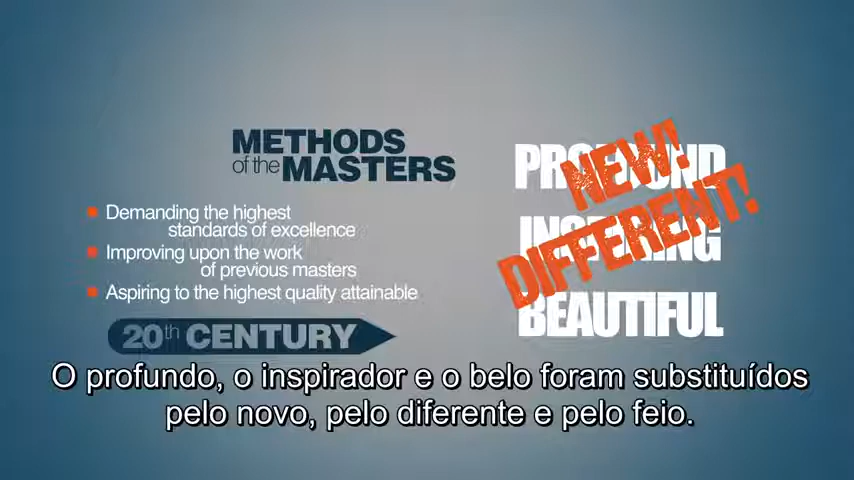 METHODS
of the MASTERS
Demanding the highest
standards of excellence
Improving upon the work
of previous masters
Aspiring to the highest quality attainable
20th CENTURY
PROFOUND
NEW!
INSPIRING
DIFFERENT!
BEAUTIFUL
O profundo, o inspirador e o belo foram substituídos
pelo novo, pelo diferente e pelo feio.